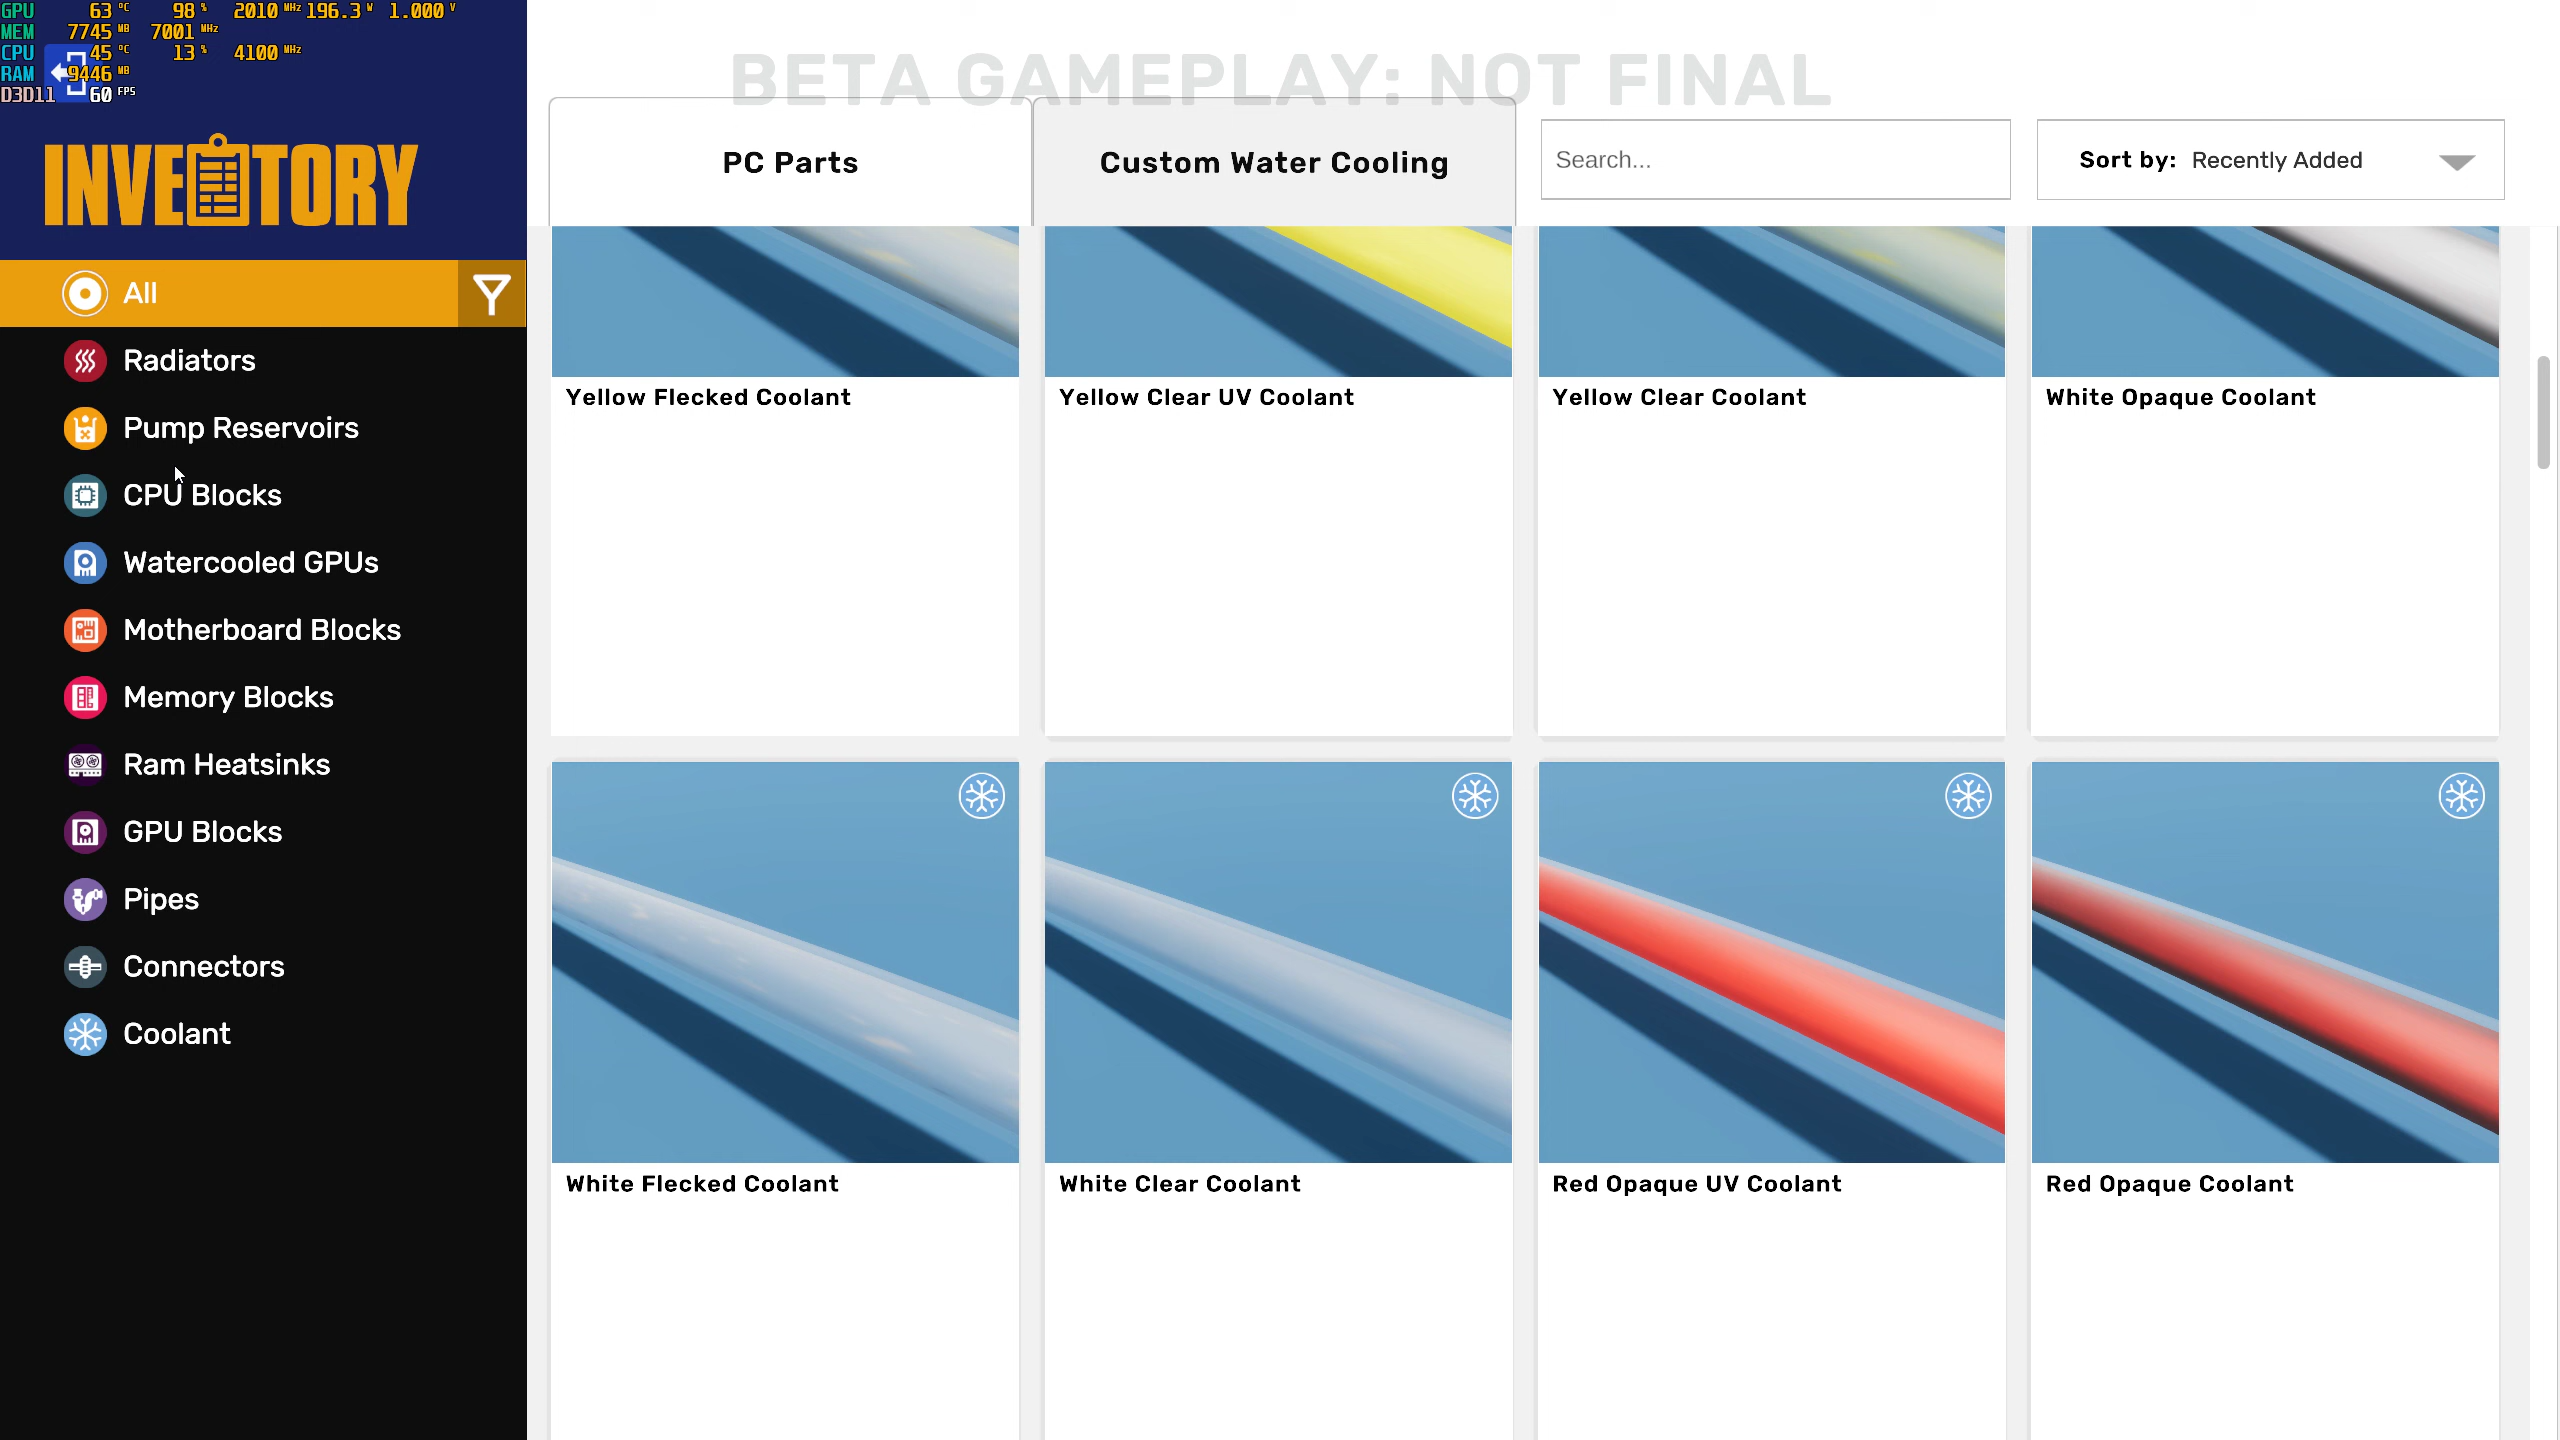 GPU 63 °C 98 % 2010 MHz 196.3 W 1.000 V
MEM 7745 MB 7001 MHz
CPU 45 °C 13 % 4100 MHz
RAM 9446 MB
D3D11 60 FPS
BETA GAMEPLAY: NOT FINAL
INVENTORY
PC Parts
Custom Water Cooling
Search...
Sort by: Recently Added
All
Radiators
Pump Reservoirs
CPU Blocks
Watercooled GPUs
Motherboard Blocks
Memory Blocks
Ram Heatsinks
GPU Blocks
Pipes
Connectors
Coolant
Yellow Flecked Coolant
Yellow Clear UV Coolant
Yellow Clear Coolant
White Opaque Coolant
White Flecked Coolant
White Clear Coolant
Red Opaque UV Coolant
Red Opaque Coolant